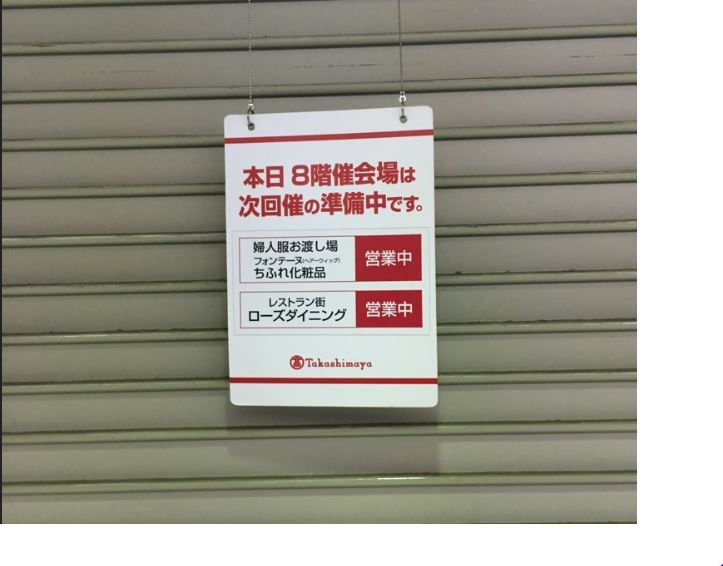 本日 8階催会場は
次回催の準備中です。
婦人服お渡し場
フォンテーヌ(ヘアーウィッグ)
ちふれ化粧品
営業中
レストラン街
ローズダイニング
営業中
髙 Takashimaya